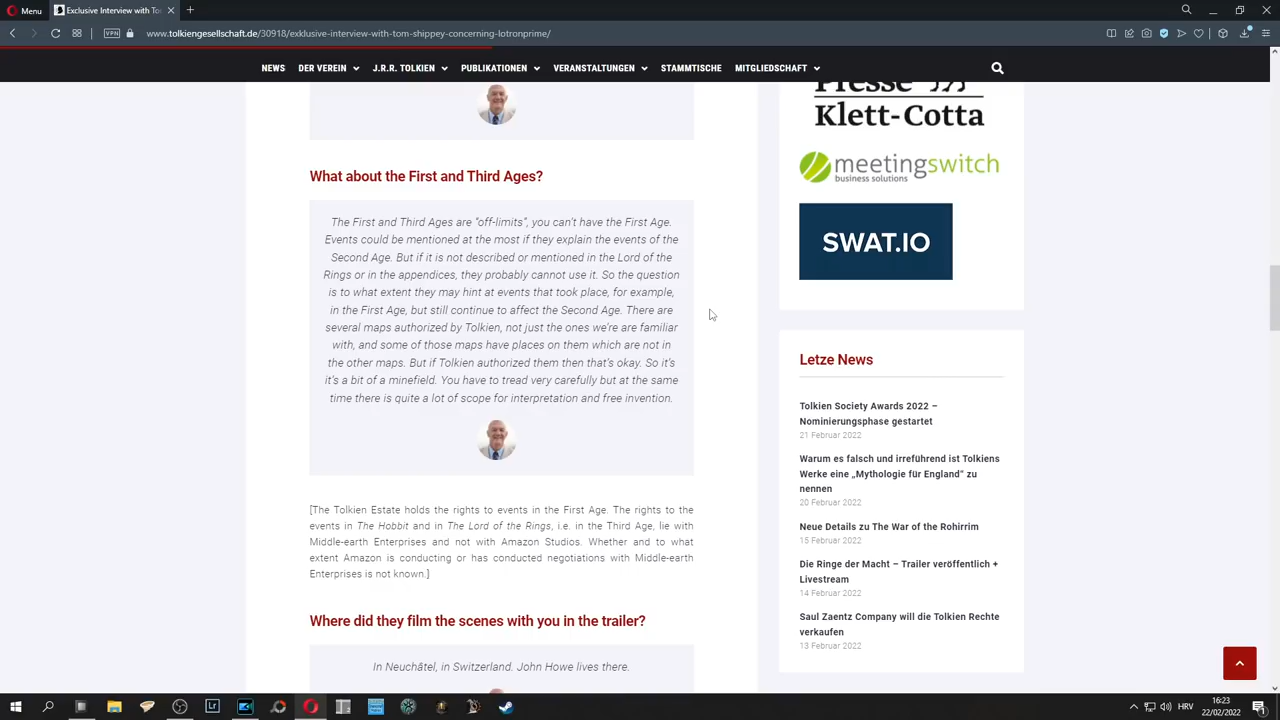 Menu
Exclusive Interview with To
VPN
www.tolkiengesellschaft.de/30918/exclusive-interview-with-tom-shippey-concerning-lotronprime/
NEWS DER VEREIN J.R.R. TOLKIEN PUBLIKATIONEN VERANSTALTUNGEN STAMMTISCHE MITGLIEDSCHAFT
What about the First and Third Ages?
The First and Third Ages are “off-limits”, you can’t have the First Age.
Events could be mentioned at the most if they explain the events of the
Second Age. But if it is not described or mentioned in the Lord of the
Rings or in the appendices, they probably cannot use it. So the question
is to what extent they may hint at events that took place, for example,
in the First Age, but still continue to affect the Second Age. There are
several maps authorized by Tolkien, not just the ones we’re are familiar
with, and some of those maps have places on them which are not in
the other maps. But if Tolkien authorized them then that’s okay. So it’s
it’s a bit of a minefield. You have to tread very carefully but at the same
time there is quite a lot of scope for interpretation and free invention.
[The Tolkien Estate holds the rights to events in the First Age. The rights to the
events in The Hobbit and in The Lord of the Rings, i.e. in the Third Age, lie with
Middle-earth Enterprises and not with Amazon Studios. Whether and to what
extent Amazon is conducting or has conducted negotiations with Middle-earth
Enterprises is not known.]
Where did they film the scenes with you in the trailer?
In Neuchâtel, in Switzerland. John Howe lives there.
Presse
Klett-Cotta
meetingswitch
business solutions
SWAT.IO
Letze News
Tolkien Society Awards 2022 –
Nominierungsphase gestartet
21 Februar 2022
Warum es falsch und irreführend ist Tolkiens
Werke eine „Mythologie für England“ zu
nennen
20 Februar 2022
Neue Details zu The War of the Rohirrim
15 Februar 2022
Die Ringe der Macht – Trailer veröffentlich +
Livestream
14 Februar 2022
Saul Zaentz Company will die Tolkien Rechte
verkaufen
13 Februar 2022
HRV
16:23
22/02/2022